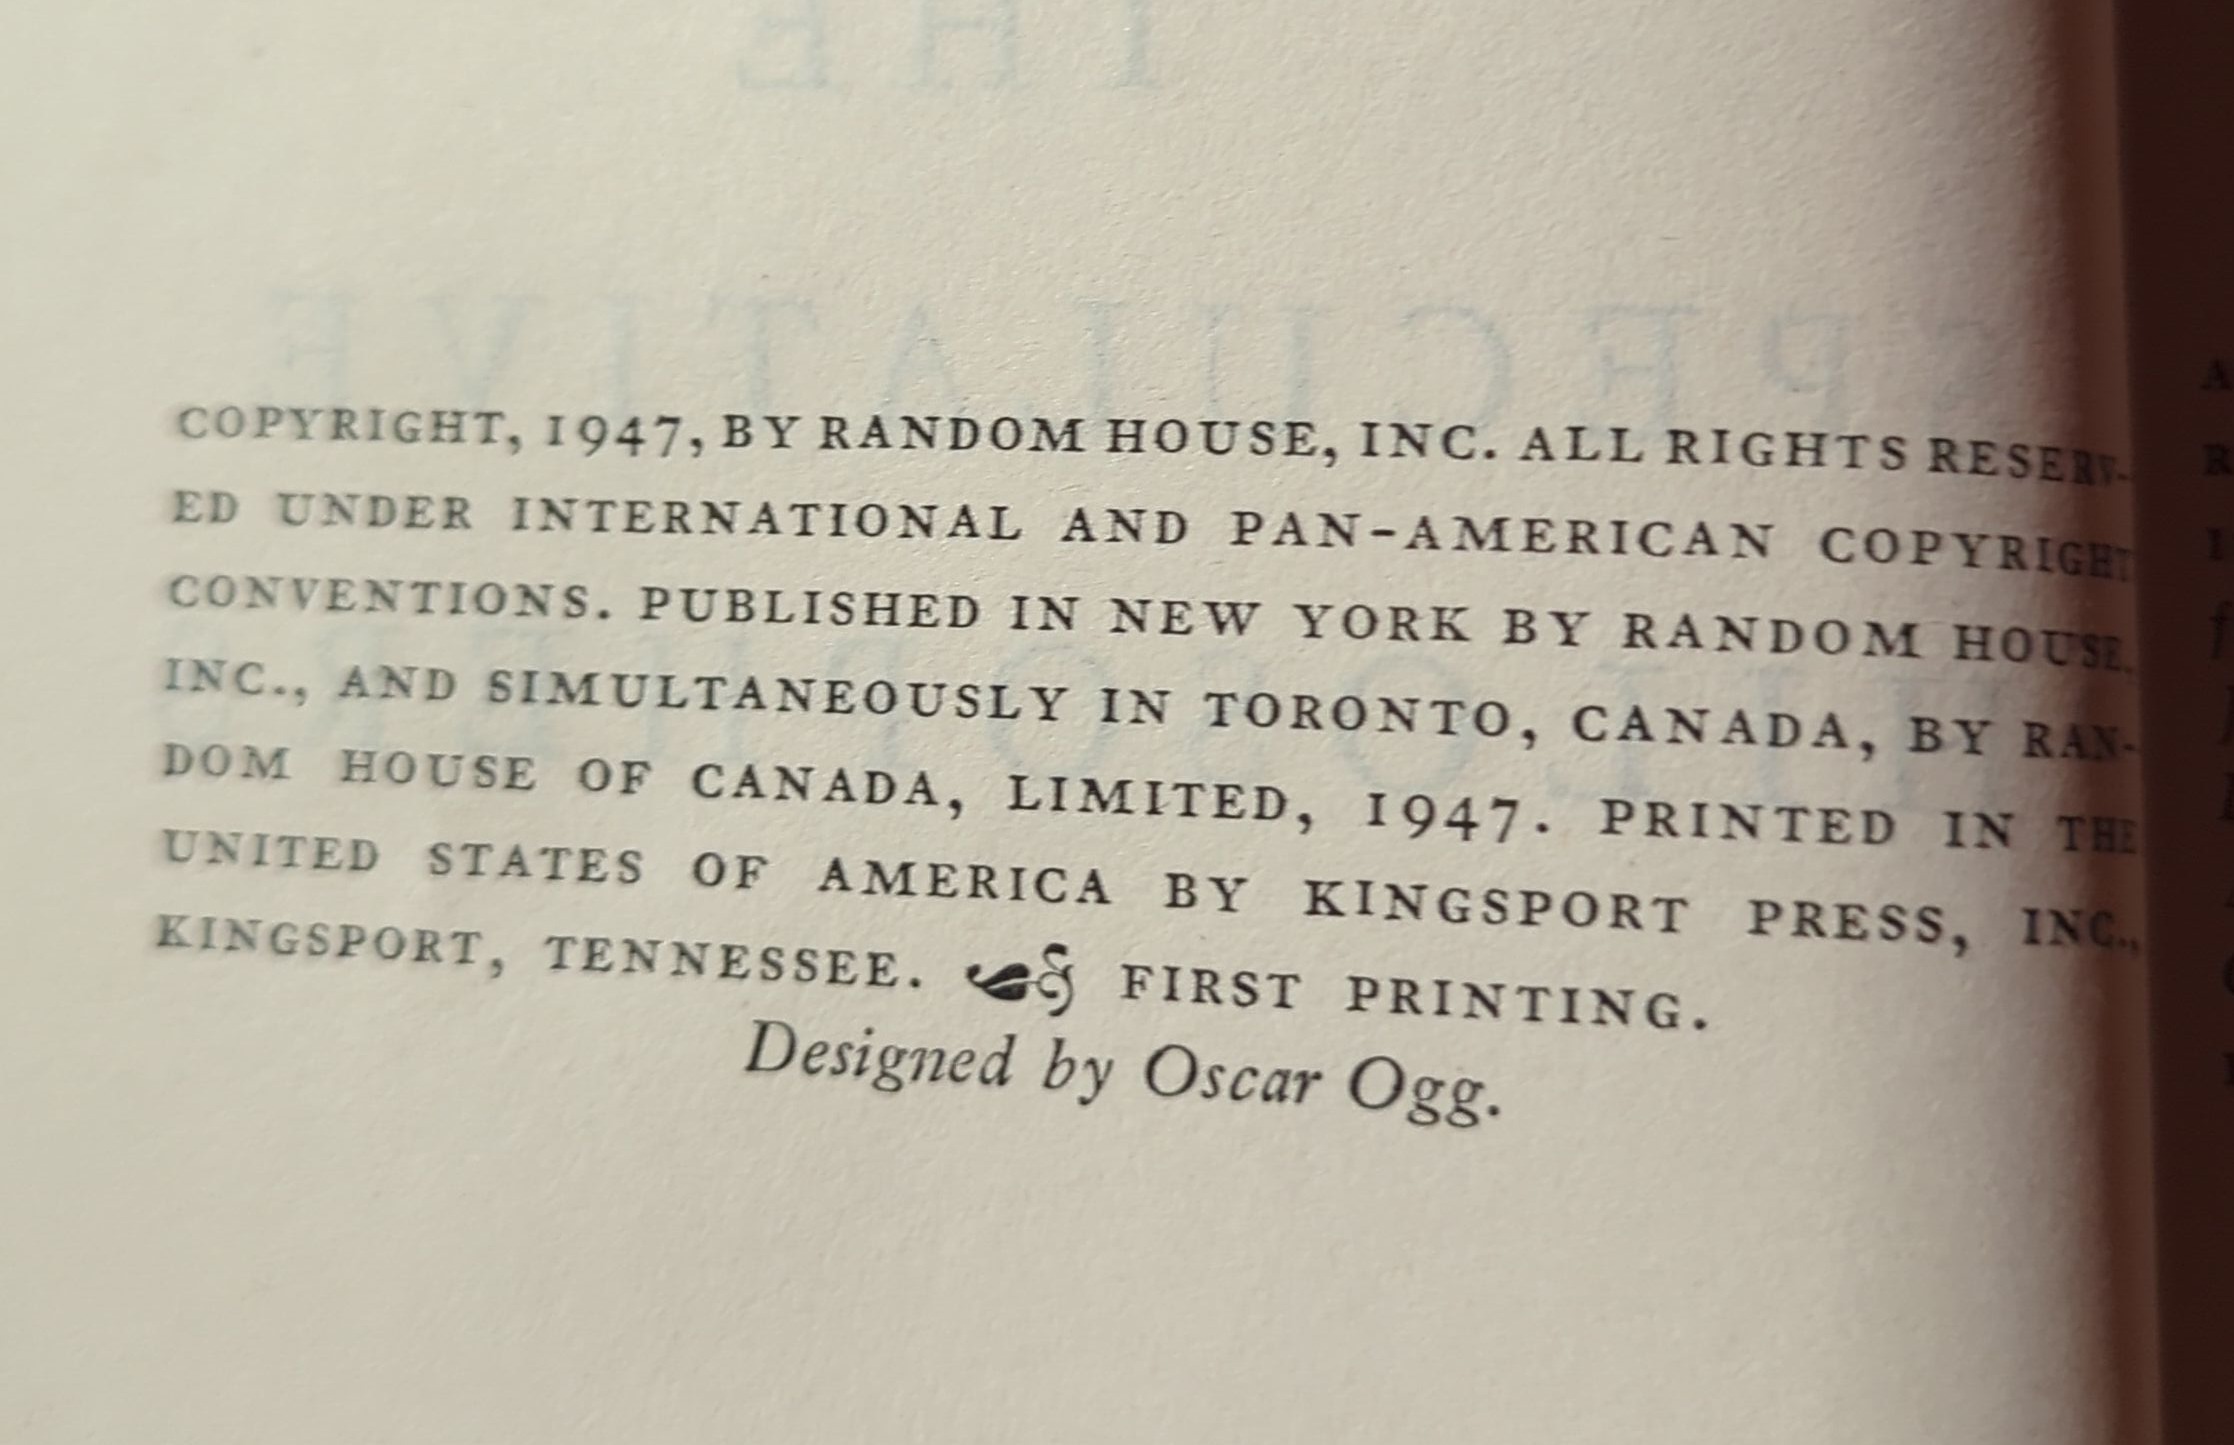 THE
SPECULATIVE
COPYRIGHT, 1947, BY RANDOM HOUSE, INC. ALL RIGHTS RESERV-
ED UNDER INTERNATIONAL AND PAN-AMERICAN COPYRIGHT
CONVENTIONS. PUBLISHED IN NEW YORK BY RANDOM HOUSE,
INC., AND SIMULTANEOUSLY IN TORONTO, CANADA, BY RAN-
DOM HOUSE OF CANADA, LIMITED, 1947. PRINTED IN THE
UNITED STATES OF AMERICA BY KINGSPORT PRESS, INC.,
KINGSPORT, TENNESSEE. ☙ FIRST PRINTING.
Designed by Oscar Ogg.